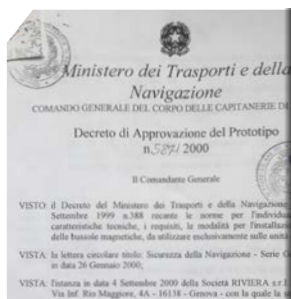 Ministero dei Trasporti e della
Navigazione
COMANDO GENERALE DEL CORPO DELLE CAPITANERIE DI
Decreto di Approvazione del Prototipo
n. /2000
Il Comandante Generale
VISTO il Decreto del Ministero dei Trasporti e della Navigazione
Settembre 1999 n.388 recante le norme per
caratteristiche tecniche, i requisiti, le modalità per
delle bussole magnetiche, da utilizzare esclusivamente sulle unità
VISTA la lettera circolare titolo: Sicurezza della Navigazione - Serie
in data 26 Gennaio 2000;
VISTA l'istanza in data 4 Settembre 2000 della Società RIVIERA s.r.l.
Via Inf. Rio Maggiore, 4A - 16138 - Genova - con la quale la